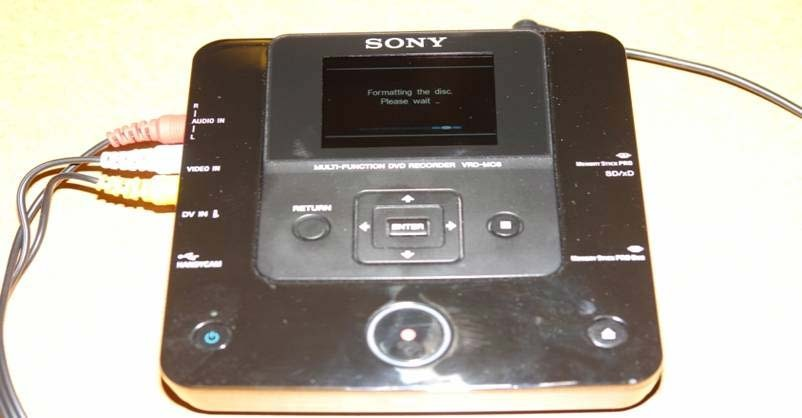 SONY
Formatting the disc.
Please wait ...
R
AUDIO IN
L
VIDEO IN
DV IN
HANDYCAM
MULTI-FUNCTION DVD RECORDER VRD-MC6
RETURN
ENTER
MEMORY STICK PRO
SD/xD
MEMORY STICK PRO DUO